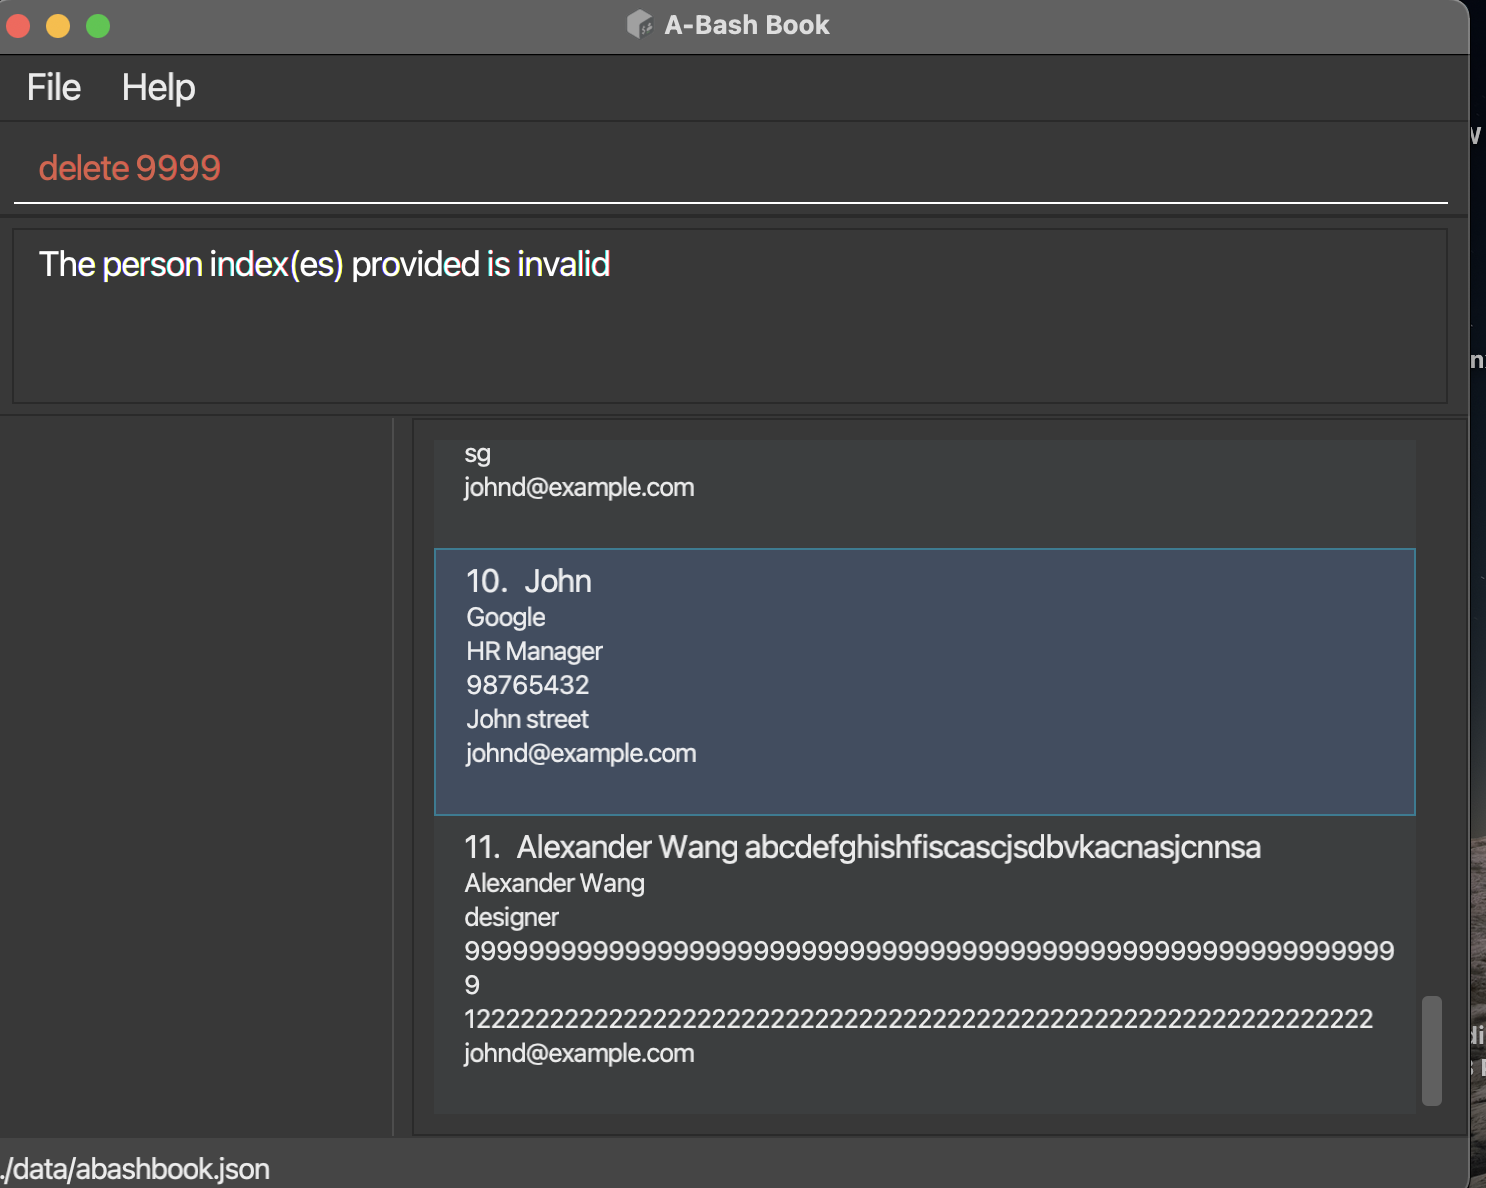 A-Bash Book
File Help
delete 9999
The person index(es) provided is invalid
sg
johnd@example.com
10. John
Google
HR Manager
98765432
John street
johnd@example.com
11. Alexander Wang abcdefghishfiscascjsdbvkacnasjcnnsa
Alexander Wang
designer
9
johnd@example.com
./data/abashbook.json